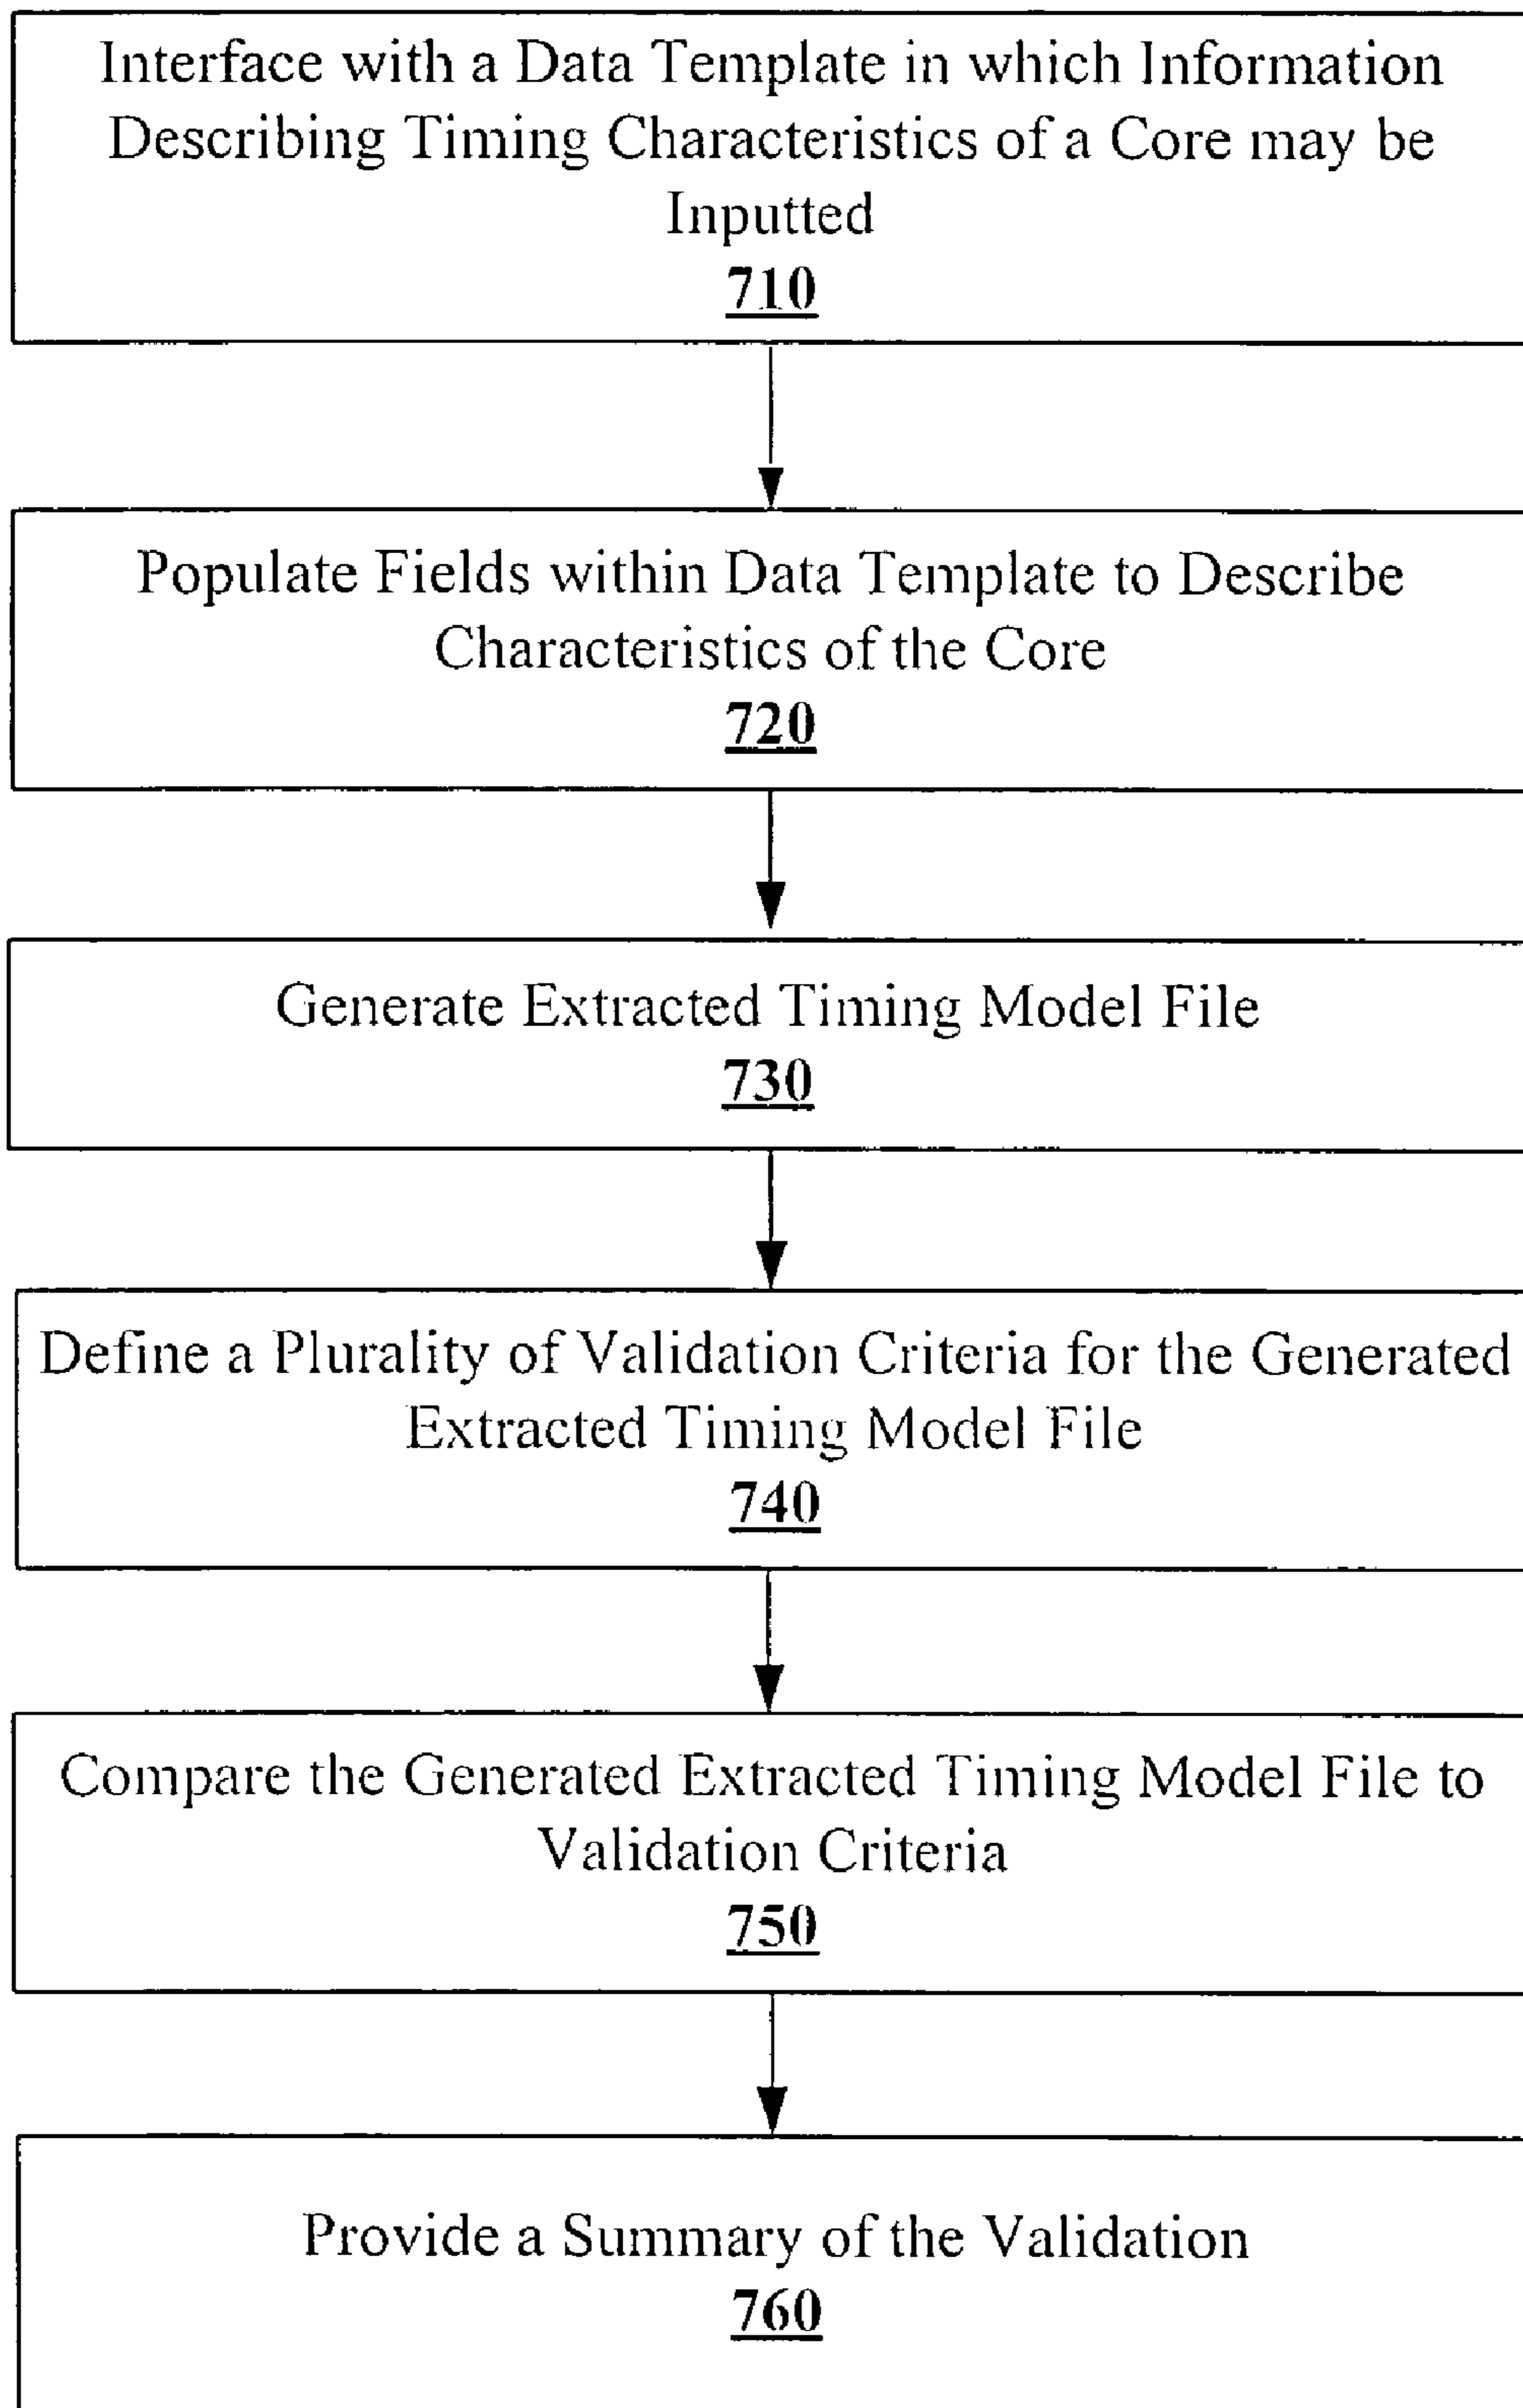 Interface with a Data Template in which Information
Describing Timing Characteristics of a Core may be
Inputted
710
Populate Fields within Data Template to Describe
Characteristics of the Core
720
Generate Extracted Timing Model File
730
Define a Plurality of Validation Criteria for the Generated
Extracted Timing Model File
740
Compare the Generated Extracted Timing Model File to
Validation Criteria
750
Provide a Summary of the Validation
760